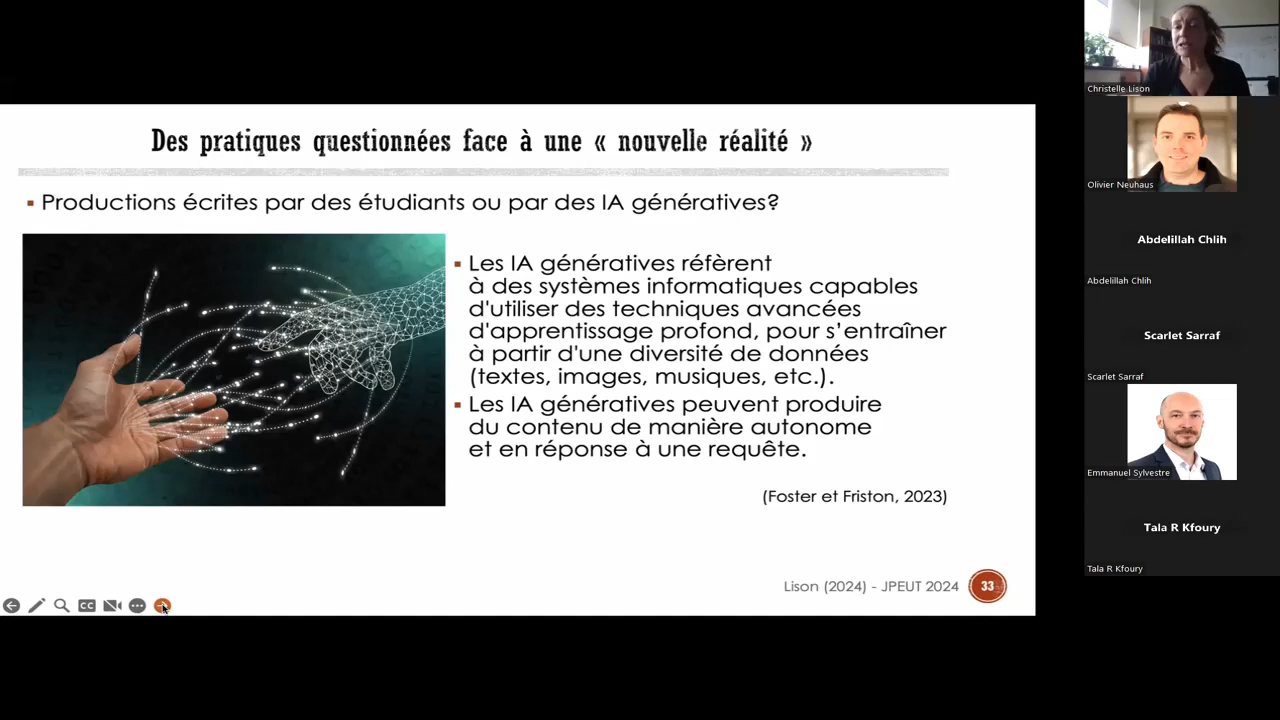 Des pratiques questionnées face à une « nouvelle réalité »
Productions écrites par des étudiants ou par des IA génératives?
Les IA génératives réfèrent
à des systèmes informatiques capables
d'utiliser des techniques avancées
d'apprentissage profond, pour s’entraîner
à partir d'une diversité de données
(textes, images, musiques, etc.).
Les IA génératives peuvent produire
du contenu de manière autonome
et en réponse à une requête.
(Foster et Friston, 2023)
Lison (2024) - JPEUT 2024
33
CC
Christelle Lison
Olivier Neuhaus
Abdelillah Chlih
Abdelillah Chlih
Scarlet Sarraf
Scarlet Sarraf
Emmanuel Sylvestre
Tala R Kfoury
Tala R Kfoury